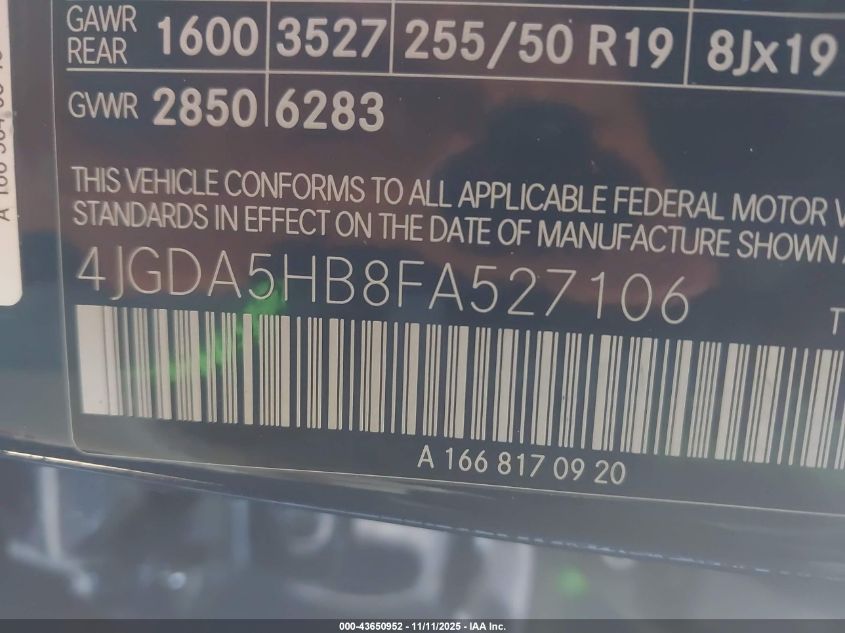 GAWR REAR 1600 3527 255/50 R19 8Jx19
GVWR 2850 6283
THIS VEHICLE CONFORMS TO ALL APPLICABLE FEDERAL MOTOR V
STANDARDS IN EFFECT ON THE DATE OF MANUFACTURE SHOWN
4JGDA5HB8FA527106
T
A 166 817 09 20
000-43650952 - 11/11/2025 - IAA Inc.